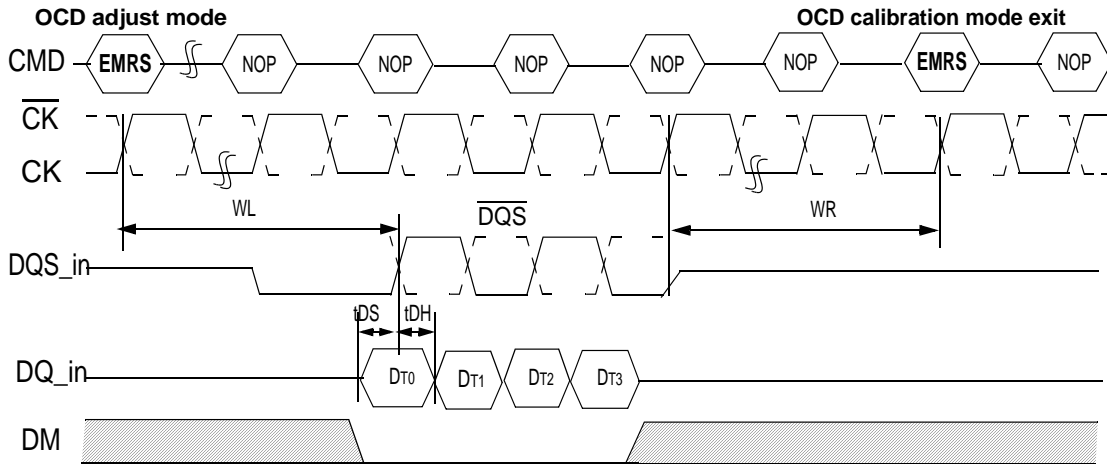 OCD adjust mode OCD calibration mode exit
CMD EMRS NOP NOP NOP NOP NOP EMRS NOP
CK
CK
WL DQS WR
DQS_in
tDS tDH
DQ_in DT0 DT1 DT2 DT3
DM